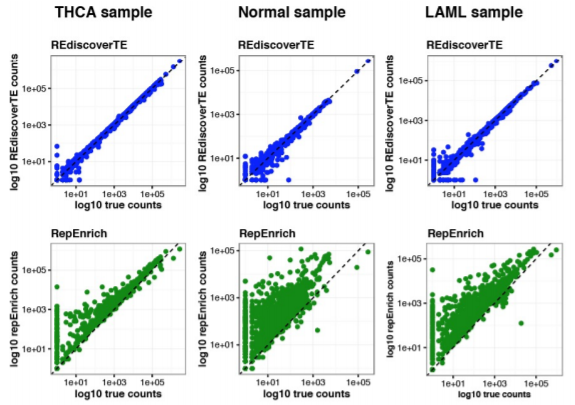 THCA sample Normal sample LAML sample
REdiscoverTE REdiscoverTE REdiscoverTE
log10 REdiscoverTE counts log10 REdiscoverTE counts log10 REdiscoverTE counts
1e+05 1e+05 1e+05
1e+03 1e+03 1e+03
1e+01 1e+01 1e+01
1e+01 1e+03 1e+05 1e+01 1e+03 1e+05 1e+01 1e+03 1e+05
log10 true counts log10 true counts log10 true counts
RepEnrich RepEnrich RepEnrich
log10 repEnrich counts log10 repEnrich counts log10 repEnrich counts
1e+05 1e+05 1e+05
1e+03 1e+03 1e+03
1e+01 1e+01 1e+01
1e+01 1e+03 1e+05 1e+01 1e+03 1e+05 1e+01 1e+03 1e+05
log10 true counts log10 true counts log10 true counts